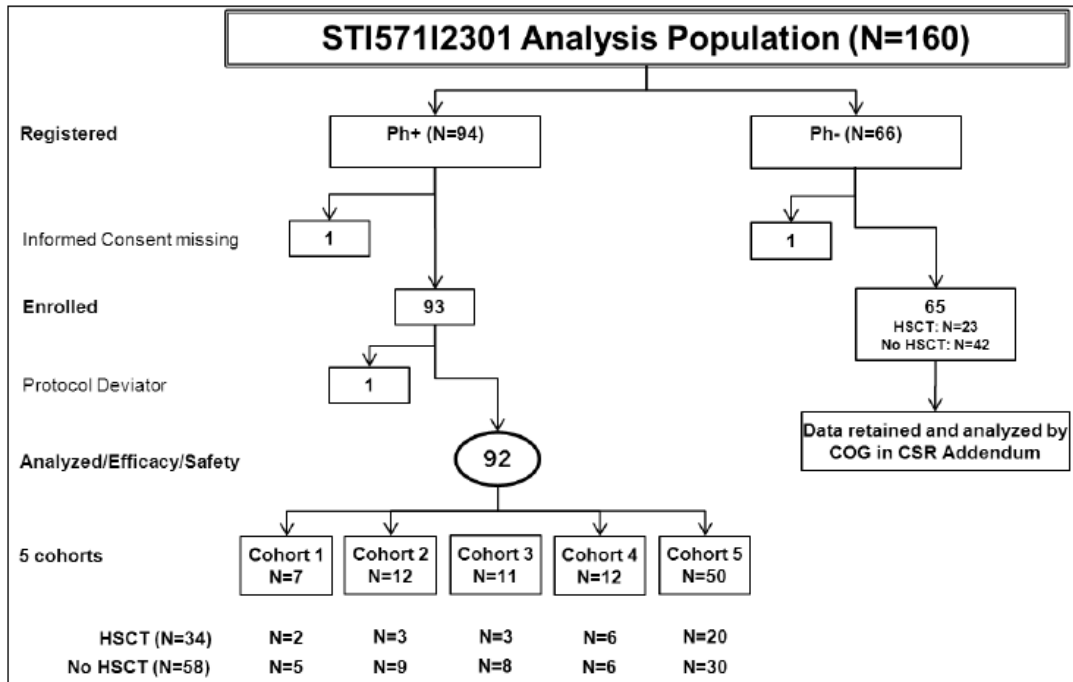 STI571I2301 Analysis Population (N=160)
Registered
Ph+ (N=94)
Ph- (N=66)
Informed Consent missing
1
1
Enrolled
93
65
HSCT: N=23
No HSCT: N=42
Protocol Deviator
1
Data retained and analyzed by
COG in CSR Addendum
Analyzed/Efficacy/Safety
92
5 cohorts
Cohort 1
N=7
Cohort 2
N=12
Cohort 3
N=11
Cohort 4
N=12
Cohort 5
N=50
HSCT (N=34) N=2 N=3 N=3 N=6 N=20
No HSCT (N=58) N=5 N=9 N=8 N=6 N=30